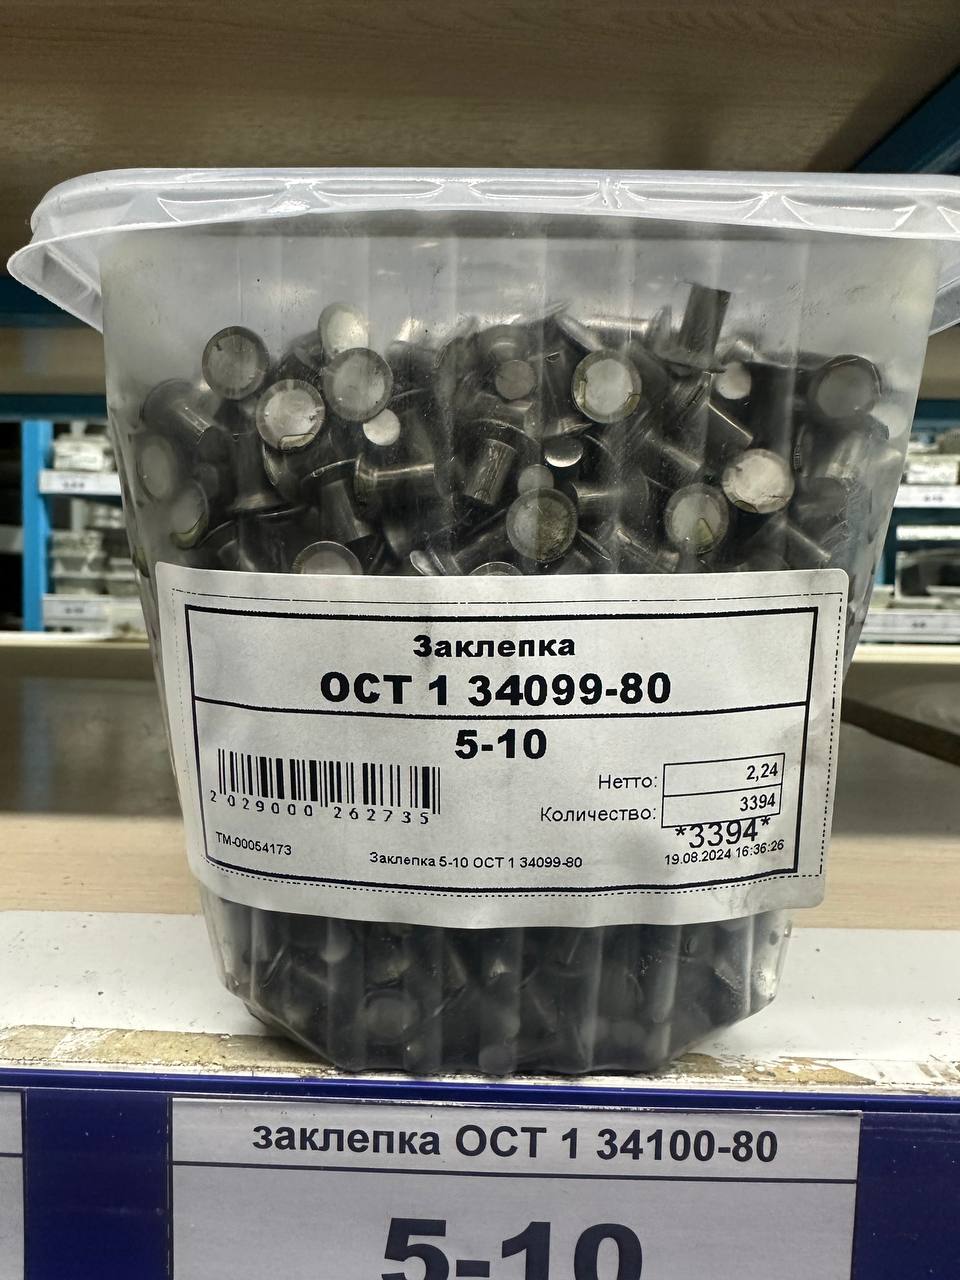 Заклепка
ОСТ 1 34099-80
5-10
Нетто: 2,24
Количество: 3394
2 029000 262735
*3394*
ТМ-00054173
Заклепка 5-10 ОСТ 1 34099-80
19.08.2024 16:36:26
заклепка ОСТ 1 34100-80
5-10